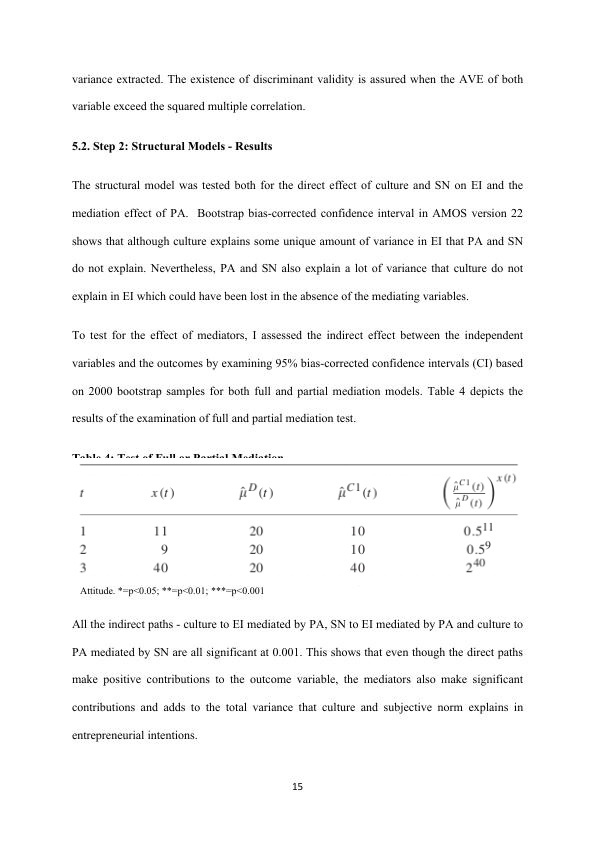 variance extracted. The existence of discriminant validity is assured when the AVE of both
variable exceed the squared multiple correlation.
5.2. Step 2: Structural Models - Results
The structural model was tested both for the direct effect of culture and SN on EI and the
mediation effect of PA.  Bootstrap bias-corrected confidence interval in AMOS version 22
shows that although culture explains some unique amount of variance in EI that PA and SN
do not explain. Nevertheless, PA and SN also explain a lot of variance that culture do not
explain in EI which could have been lost in the absence of the mediating variables.
To test for the effect of mediators, I assessed the indirect effect between the independent
variables and the outcomes by examining 95% bias-corrected confidence intervals (CI) based
on 2000 bootstrap samples for both full and partial mediation models. Table 4 depicts the
results of the examination of full and partial mediation test.
Table 4: Test of Full or Partial Mediation
t x(t) μ̂^D(t) μ̂^C1(t) (μ̂^C1(t)/μ̂^D(t))^x(t)
1 11 20 10 0.5^11
2 9 20 10 0.5^9
3 40 20 40 2^40
Attitude. *=p<0.05; **=p<0.01; ***=p<0.001
All the indirect paths - culture to EI mediated by PA, SN to EI mediated by PA and culture to
PA mediated by SN are all significant at 0.001. This shows that even though the direct paths
make positive contributions to the outcome variable, the mediators also make significant
contributions and adds to the total variance that culture and subjective norm explains in
entrepreneurial intentions.
15